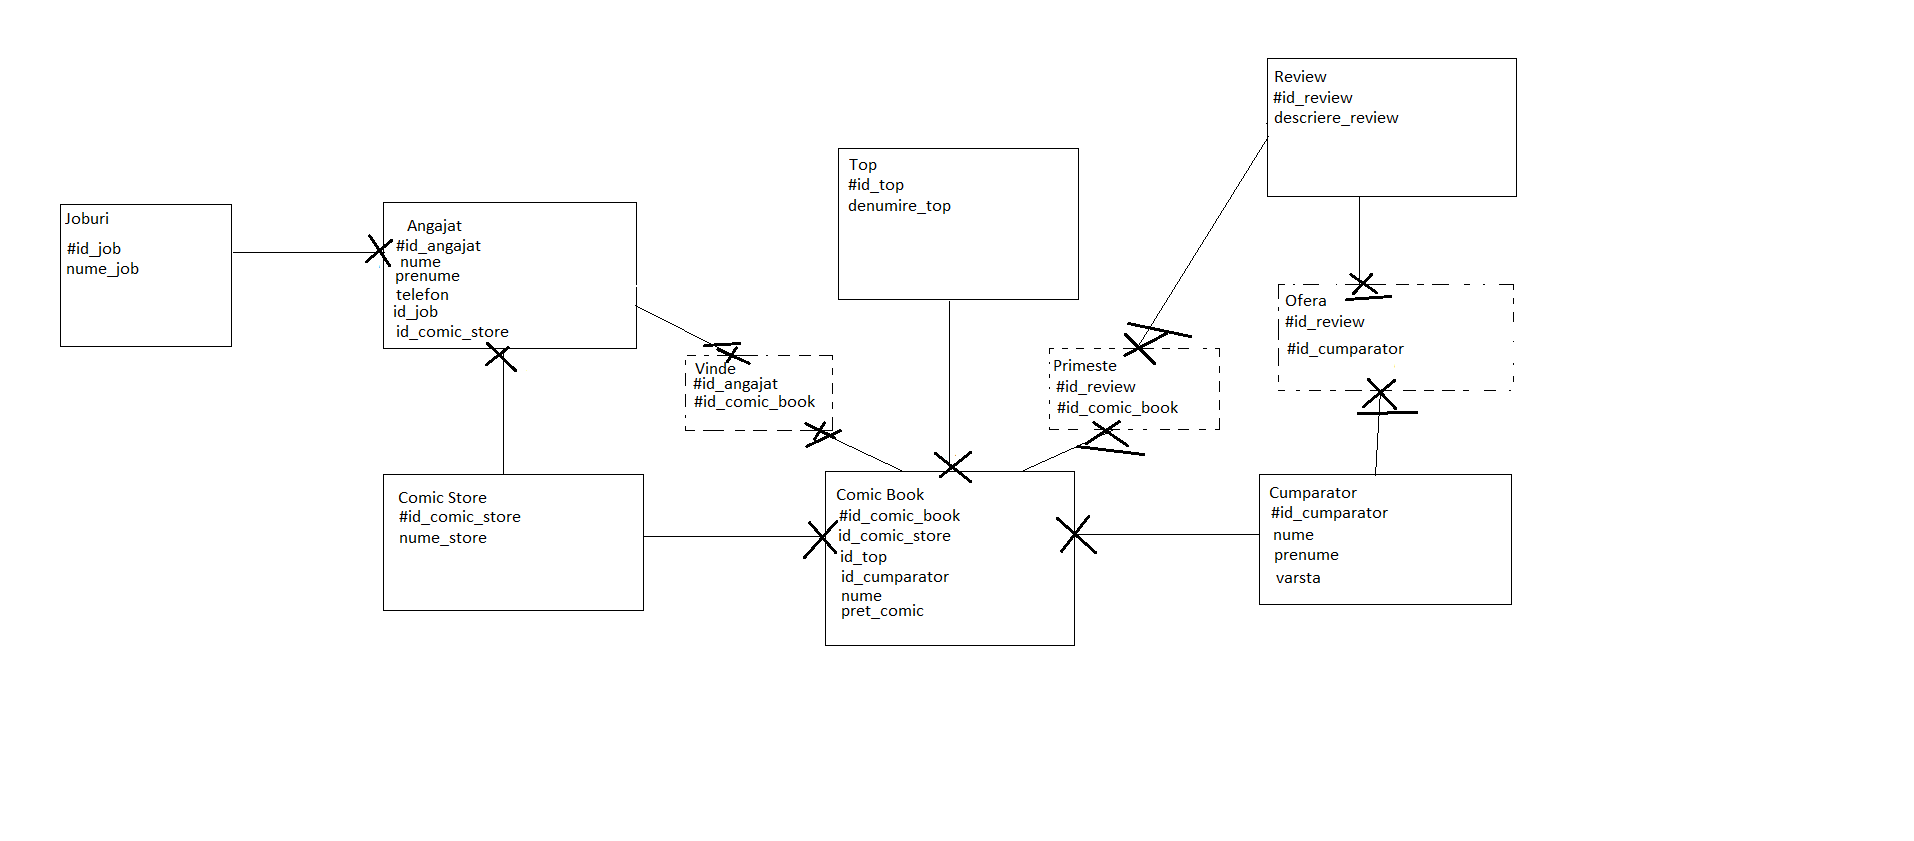 Joburi
#id_job
nume_job
Angajat
#id_angajat
nume
prenume
telefon
id_job
id_comic_store
Vinde
#id_angajat
#id_comic_book
Top
#id_top
denumire_top
Primeste
#id_review
#id_comic_book
Review
#id_review
descriere_review
Ofera
#id_review
#id_cumparator
Comic Store
#id_comic_store
nume_store
Comic Book
#id_comic_book
id_comic_store
id_top
id_cumparator
nume
pret_comic
Cumparator
#id_cumparator
nume
prenume
varsta